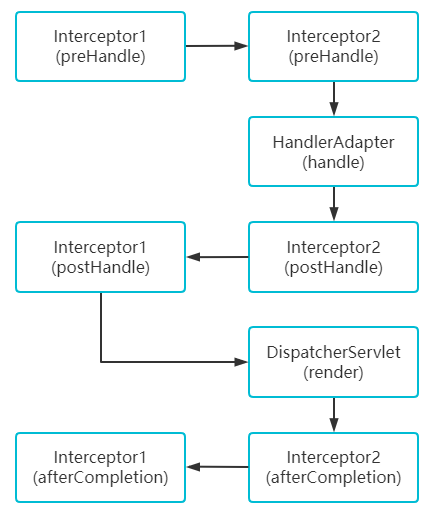 Interceptor1
(preHandle)
Interceptor2
(preHandle)
HandlerAdapter
(handle)
Interceptor1
(postHandle)
Interceptor2
(postHandle)
DispatcherServlet
(render)
Interceptor1
(afterCompletion)
Interceptor2
(afterCompletion)